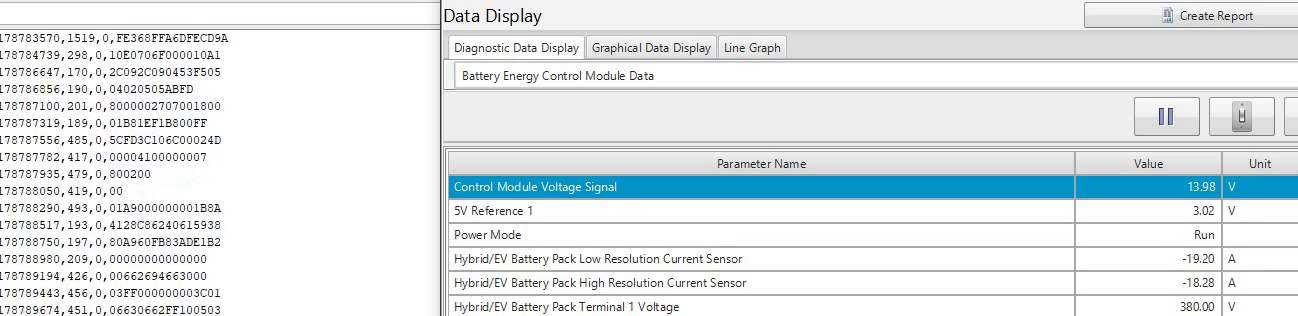 178783570,1519,0,FE368FFA6DFECD9A
178784739,298,0,10E0706F000010A1
178786647,170,0,2C092C090453F505
178786856,190,0,04020505ABFD
178787100,201,0,8000002707001800
178787319,189,0,01B81EF1B800FF
178787556,485,0,5CFD3C106C00024D
178787782,417,0,00004100000007
178787935,479,0,800200
178788050,419,0,00
178788290,493,0,01A9000000001B8A
178788517,193,0,4128C86240615938
178788750,197,0,80A960FB83ADE1B2
178788980,209,0,00000000000000
178789194,426,0,00662694663000
178789443,456,0,03FF000000003C01
178789674,451,0,06630662FF100503
Data Display
Create Report
Diagnostic Data Display Graphical Data Display Line Graph
Battery Energy Control Module Data
Parameter Name Value Unit
Control Module Voltage Signal 13.98 V
5V Reference 1 3.02 V
Power Mode Run
Hybrid/EV Battery Pack Low Resolution Current Sensor -19.20 A
Hybrid/EV Battery Pack High Resolution Current Sensor -18.28 A
Hybrid/EV Battery Pack Terminal 1 Voltage 380.00 V